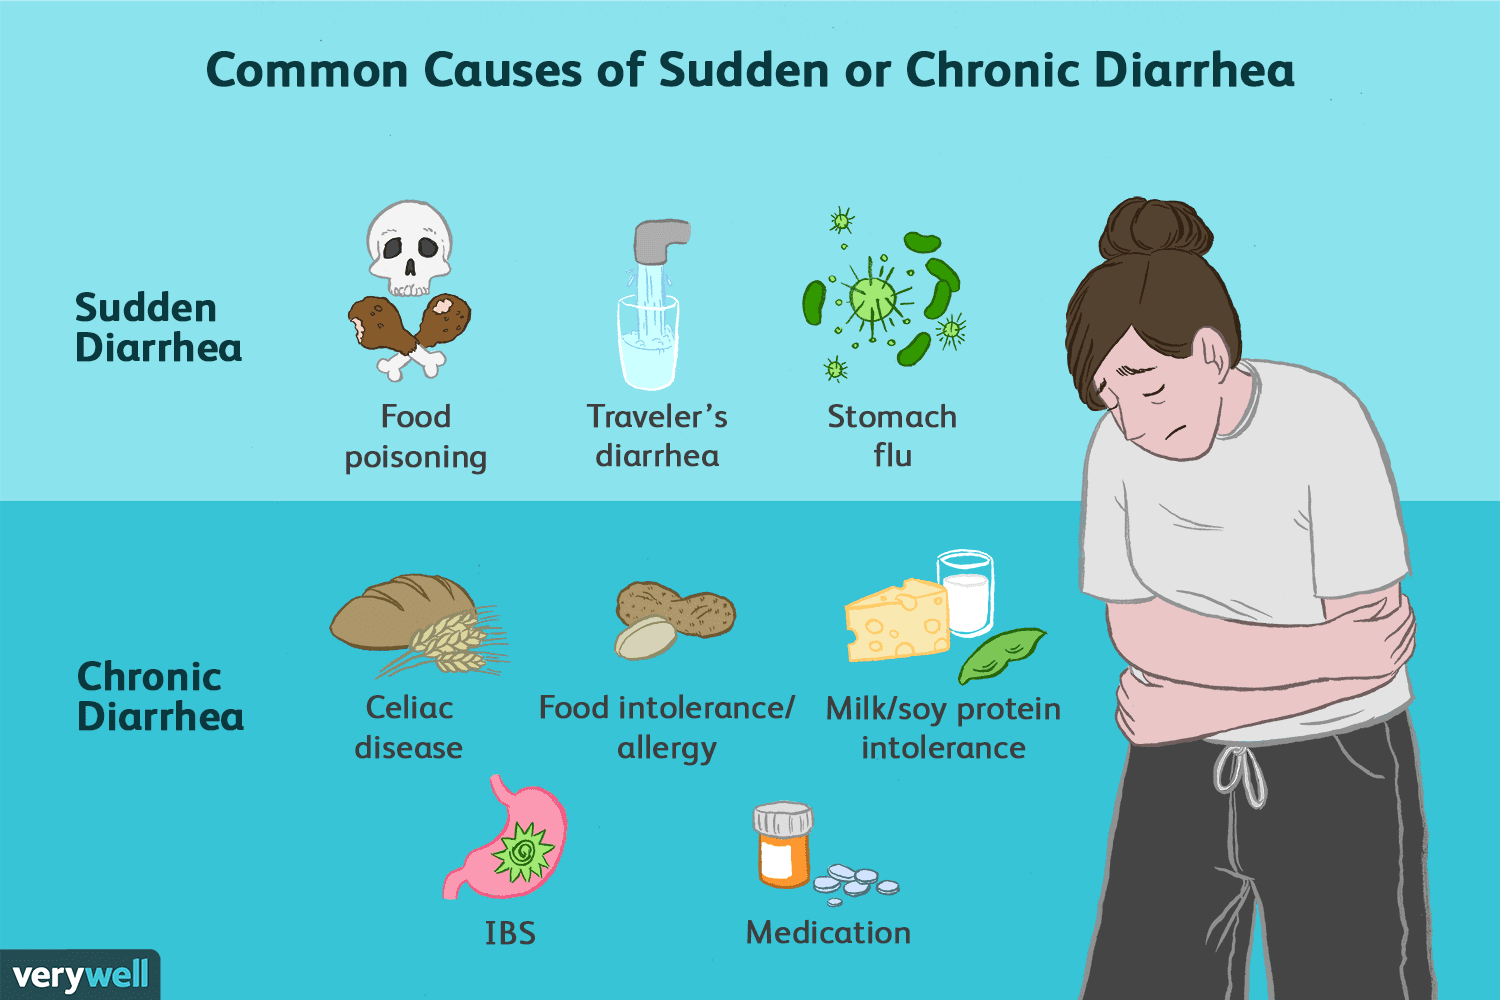 Common Causes of Sudden or Chronic Diarrhea
Sudden
Diarrhea
Food
poisoning
Traveler's
diarrhea
Stomach
flu
Chronic
Diarrhea
Celiac
disease
Food intolerance/
allergy
Milk/soy protein
intolerance
IBS
Medication
verywell